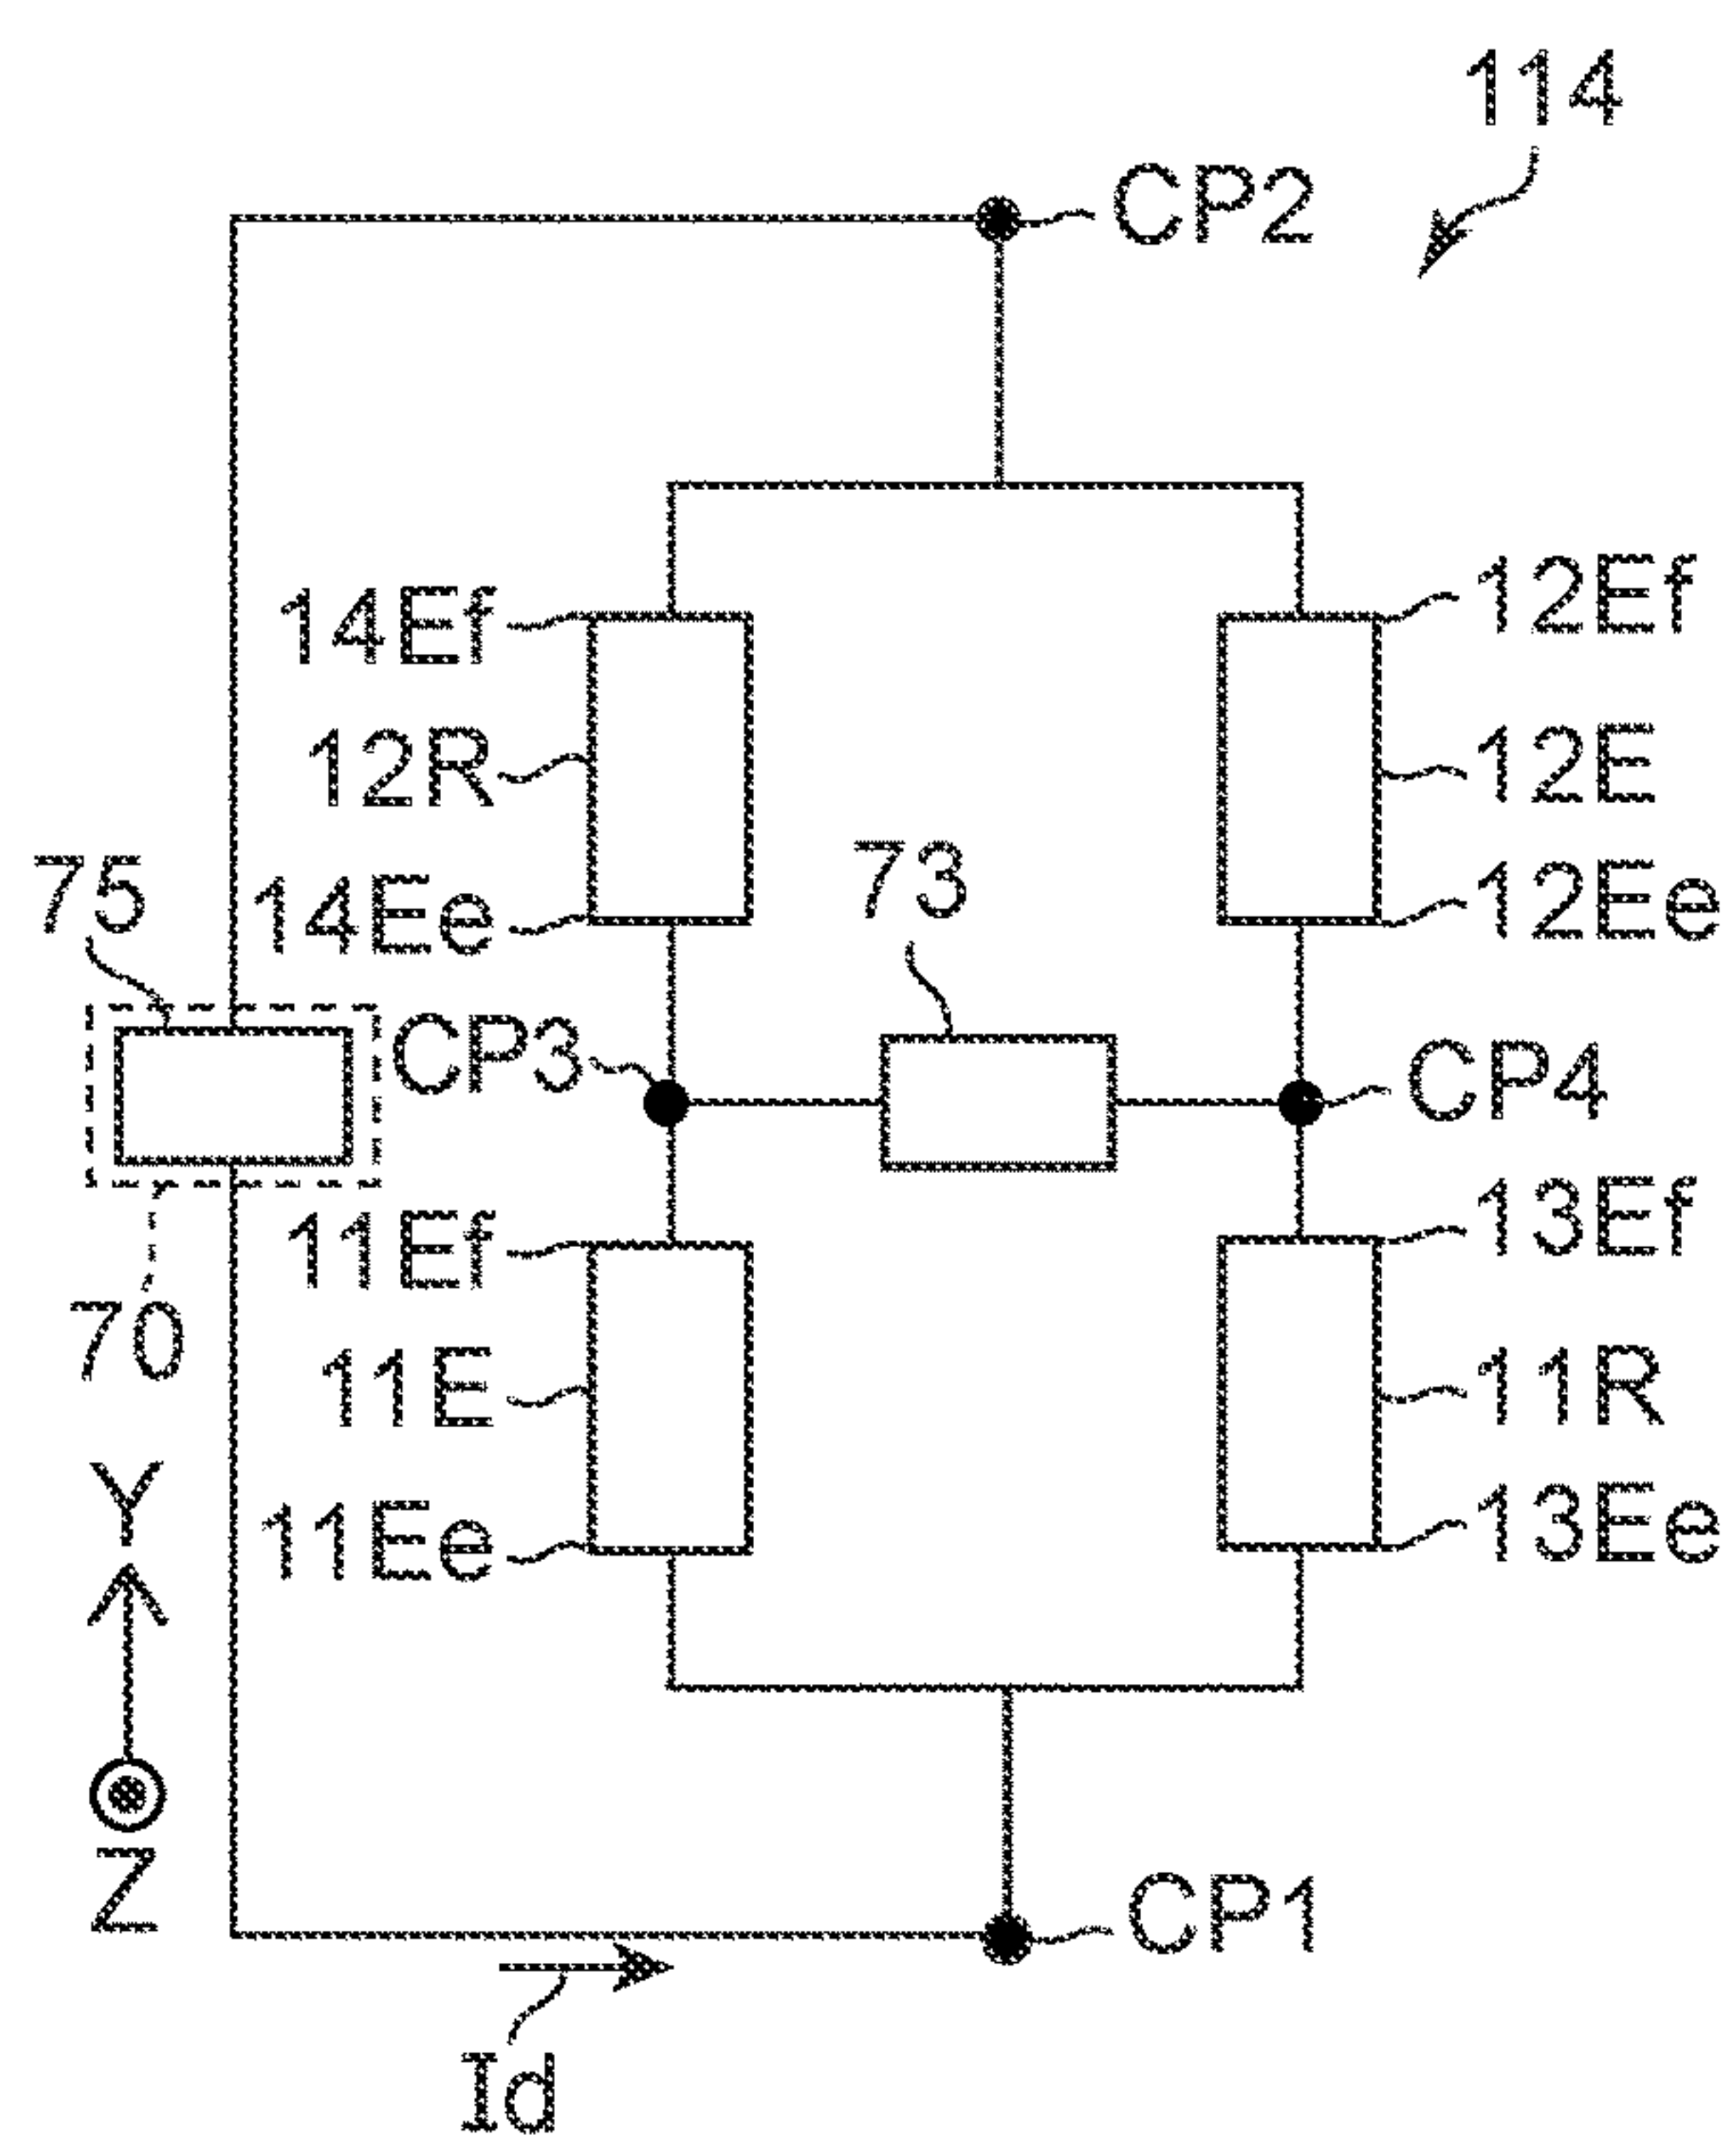 114
CP2
14Ef
12Ef
12R
12E
75
73
14Ee
12Ee
CP3
CP4
11Ef
13Ef
70
11E
11R
Y
11Ee
13Ee
Z
CP1
Id